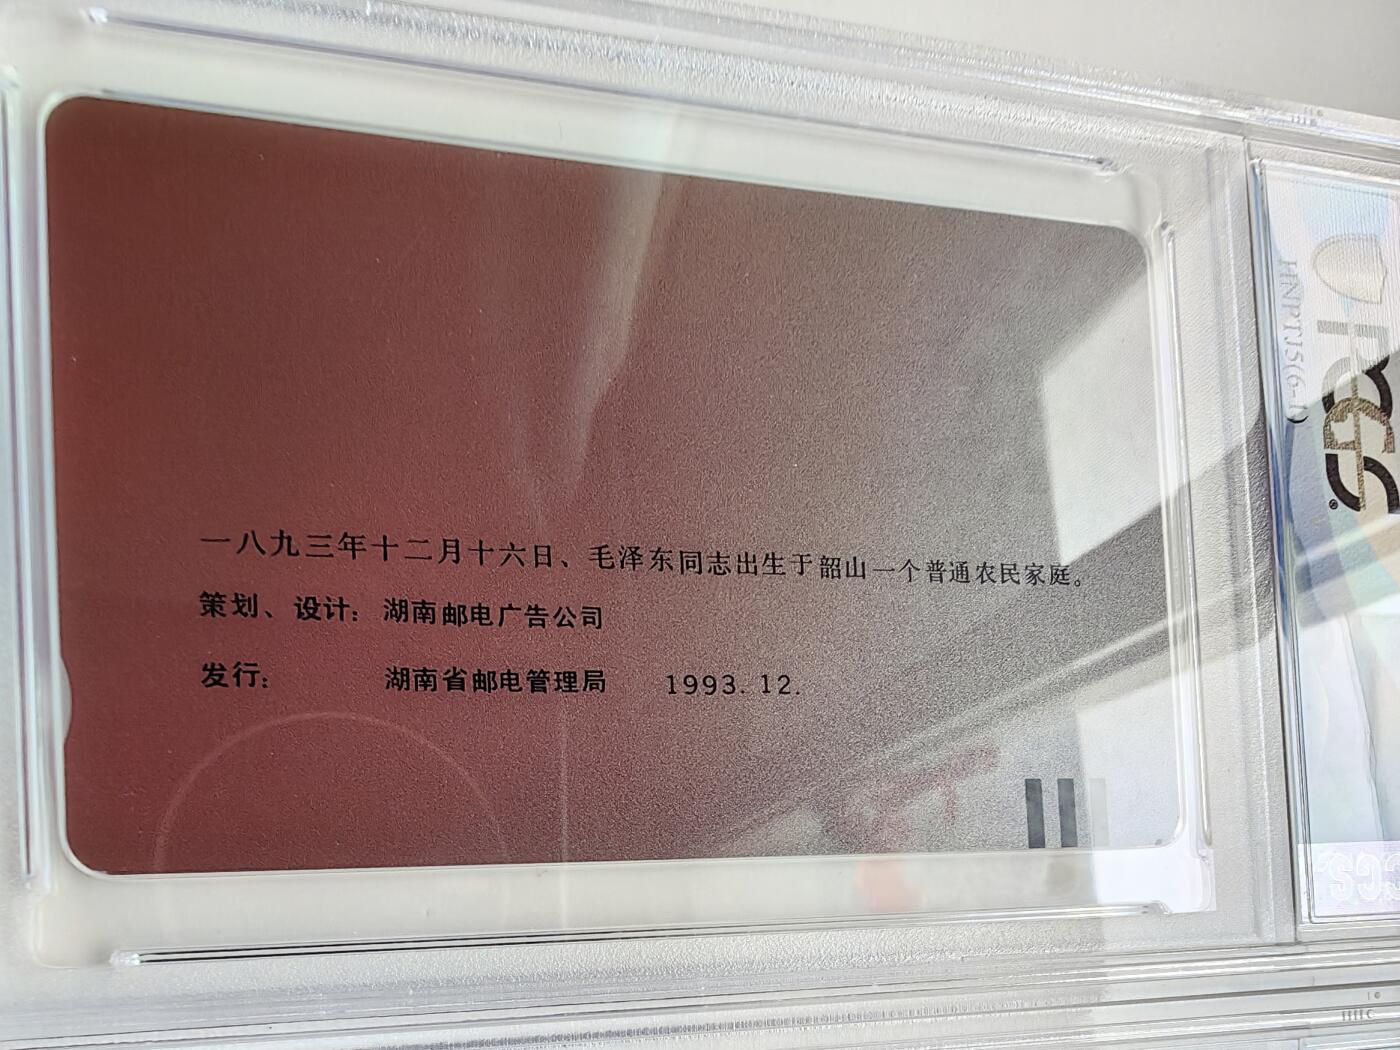 一八九三年十二月十六日、毛泽东同志出生于韶山一个普通农民家庭。
策划、设计：湖南邮电广告公司
发行： 湖南省邮电管理局 1993. 12.
HNPTJ5(6-1)